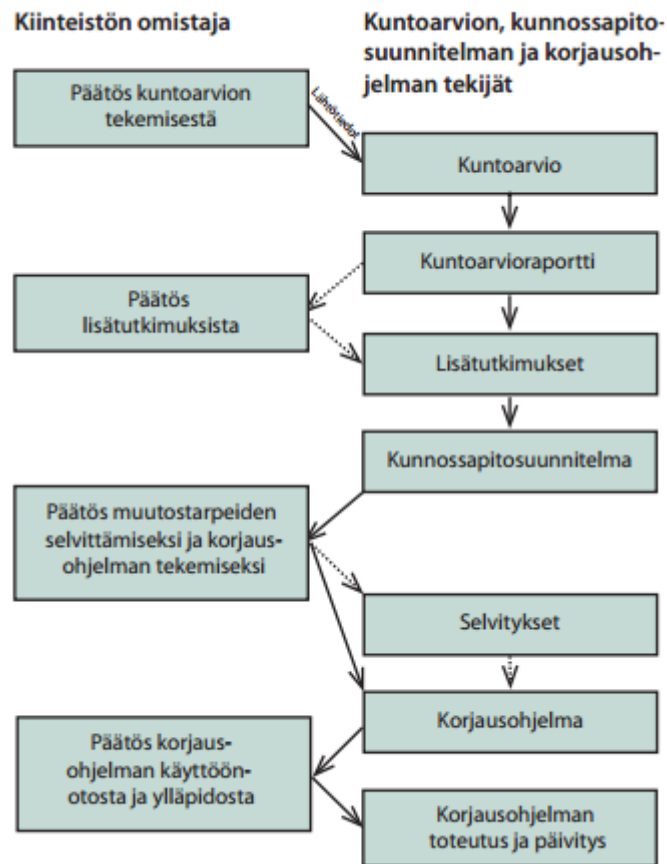 Kiinteistön omistaja
Kuntoarvion, kunnossapito-
suunnitelman ja korjausoh-
jelman tekijät
Päätös kuntoarvion
tekemisestä
Lähtötiedot
Kuntoarvio
Kuntoarvioraportti
Päätös
lisätutkimuksista
Lisätutkimukset
Kunnossapitosuunnitelma
Päätös muutostarpeiden
selvittämiseksi ja korjaus-
ohjelman tekemiseksi
Selvitykset
Korjausohjelma
Päätös korjaus-
ohjelman käyttöön-
otosta ja ylläpidosta
Korjausohjelman
toteutus ja päivitys